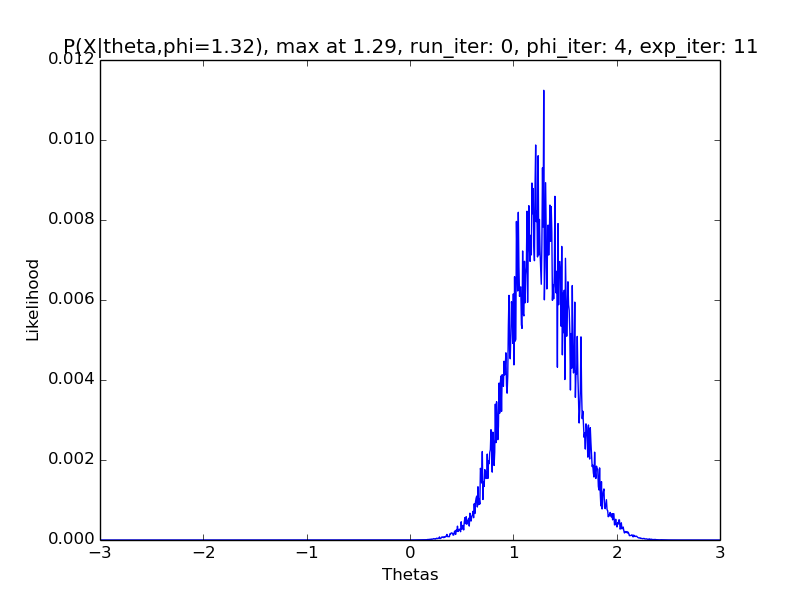 P(X|theta,phi=1.32), max at 1.29, run_iter: 0, phi_iter: 4, exp_iter: 11
0.012
0.010
0.008
0.006
0.004
0.002
0.000
Likelihood
−3 −2 −1 0 1 2 3
Thetas